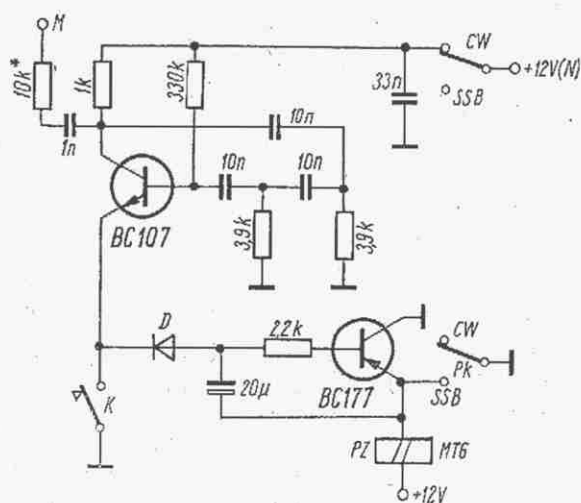 M
CW
+12V(N)
SSB
10k*
1k
330k
33n
1n
10n
10n
10n
BC107
3,9k
3,9k
D
2,2k
CW
Pk
SSB
K
20μ
BC177
PZ
MT6
+12V